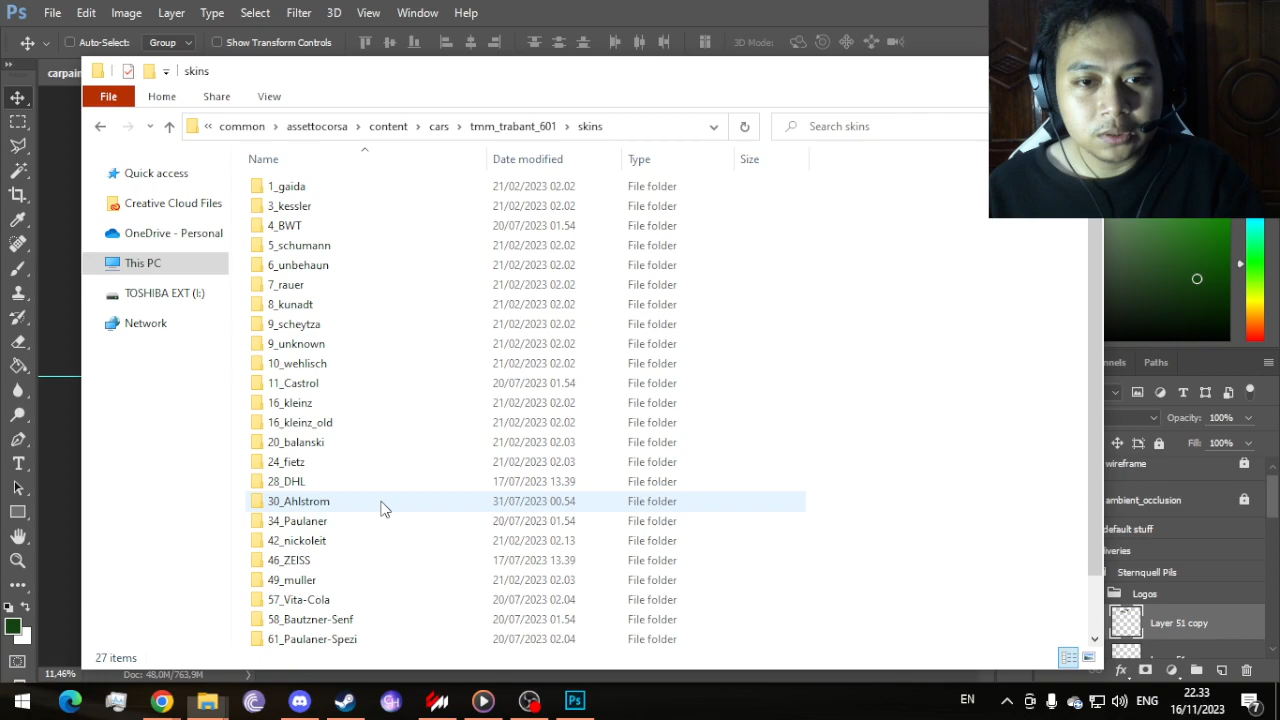 Ps File Edit Image Layer Type Select Filter 3D View Window Help
Auto-Select: Group Show Transform Controls 3D Mode:
carpain
skins
File Home Share View
« common > assettocorsa > content > cars > tmm_trabant_601 > skins Search skins
Name Date modified Type Size
Quick access
Creative Cloud Files
OneDrive - Personal
This PC
TOSHIBA EXT (I:)
Network
1_gaida 21/02/2023 02.02 File folder
3_kessler 21/02/2023 02.02 File folder
4_BWT 20/07/2023 01.54 File folder
5_schumann 21/02/2023 02.02 File folder
6_unbehaun 21/02/2023 02.02 File folder
7_rauer 21/02/2023 02.02 File folder
8_kunadt 21/02/2023 02.02 File folder
9_scheytza 21/02/2023 02.02 File folder
9_unknown 21/02/2023 02.02 File folder
10_wehlisch 21/02/2023 02.02 File folder
11_Castrol 20/07/2023 01.54 File folder
16_kleinz 21/02/2023 02.02 File folder
16_kleinz_old 21/02/2023 02.02 File folder
20_balanski 21/02/2023 02.03 File folder
24_fietz 21/02/2023 02.03 File folder
28_DHL 17/07/2023 13.39 File folder
30_Ahlstrom 31/07/2023 00.54 File folder
34_Paulaner 20/07/2023 01.54 File folder
42_nickoleit 21/02/2023 02.13 File folder
46_ZEISS 17/07/2023 13.39 File folder
49_muller 21/02/2023 02.03 File folder
57_Vita-Cola 20/07/2023 02.04 File folder
58_Bautzner-Senf 20/07/2023 01.54 File folder
61_Paulaner-Spezi 20/07/2023 02.04 File folder
27 items
nnels Paths
Opacity: 100%
Fill: 100%
wireframe
ambient_occlusion
default stuff
iveries
Sternquell Pils
Logos
Layer 51 copy
11,46% Doc: 48,0M/763,9M
EN ENG 22.33
16/11/2023 7
Ps